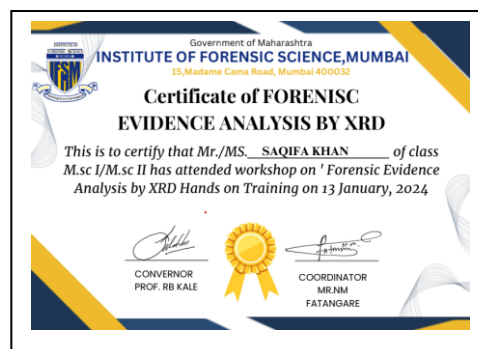 Government of Maharashtra
INSTITUTE OF FORENSIC SCIENCE,MUMBAI
15,Madame Cama Road, Mumbai 400032
Certificate of FORENISC
EVIDENCE ANALYSIS BY XRD
This is to certify that Mr./MS. SAQIFA KHAN of class
M.sc I/M.sc II has attended workshop on ' Forensic Evidence
Analysis by XRD Hands on Training on 13 January, 2024
CONVERNOR
PROF. RB KALE
COORDINATOR
MR.NM
FATANGARE